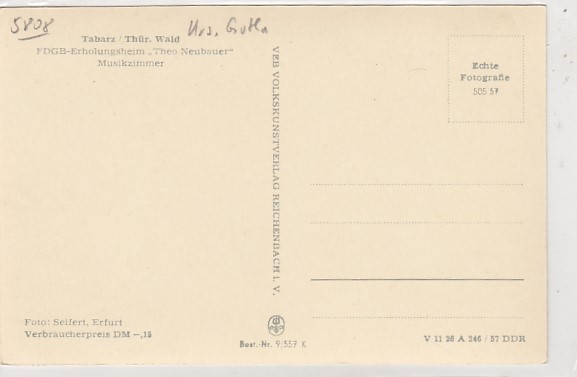 5808
Krs. Gotha
Tabarz / Thür. Wald
FDGB-Erholungsheim „Theo Neubauer"
Musikzimmer
Echte
Fotografie
505 57
VEB VOLKSKUNSTVERLAG REICHENBACH I. V.
Foto: Seifert, Erfurt
Verbraucherpreis DM –,15
Best.-Nr. 9/557 K
V 11 28 A 246 / 57 DDR